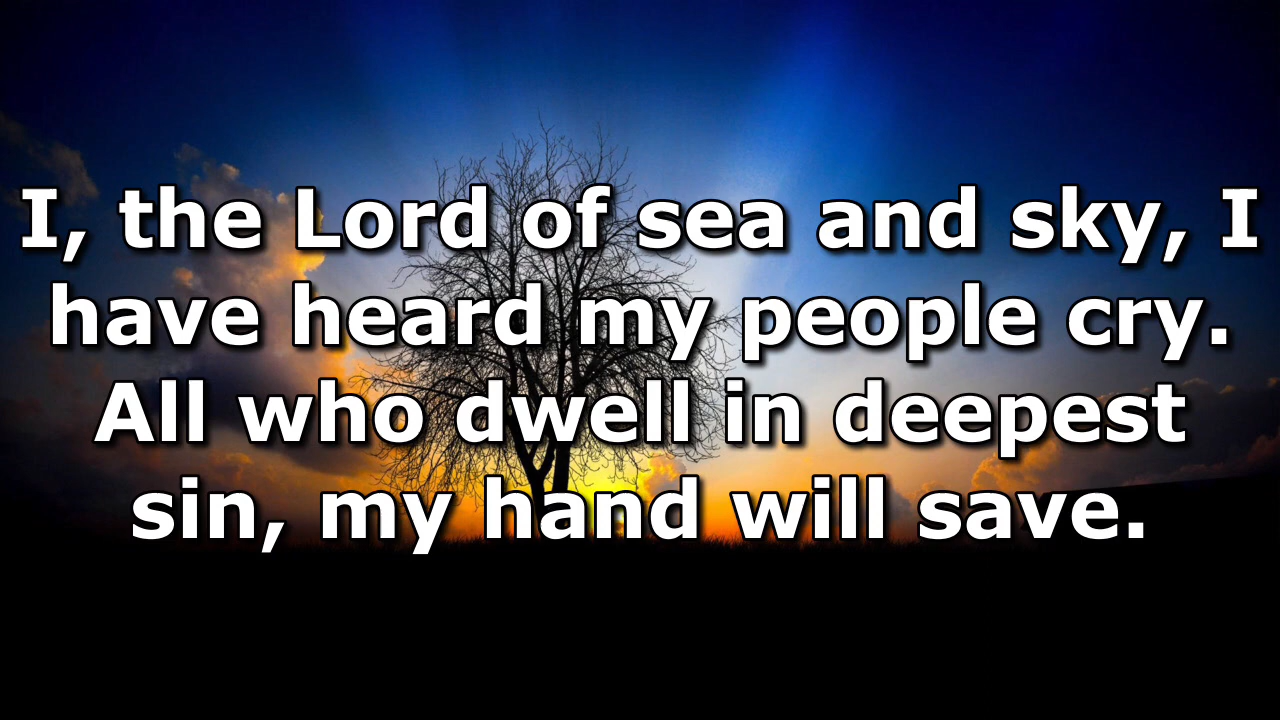 I, the Lord of sea and sky, I
have heard my people cry.
All who dwell in deepest
sin, my hand will save.